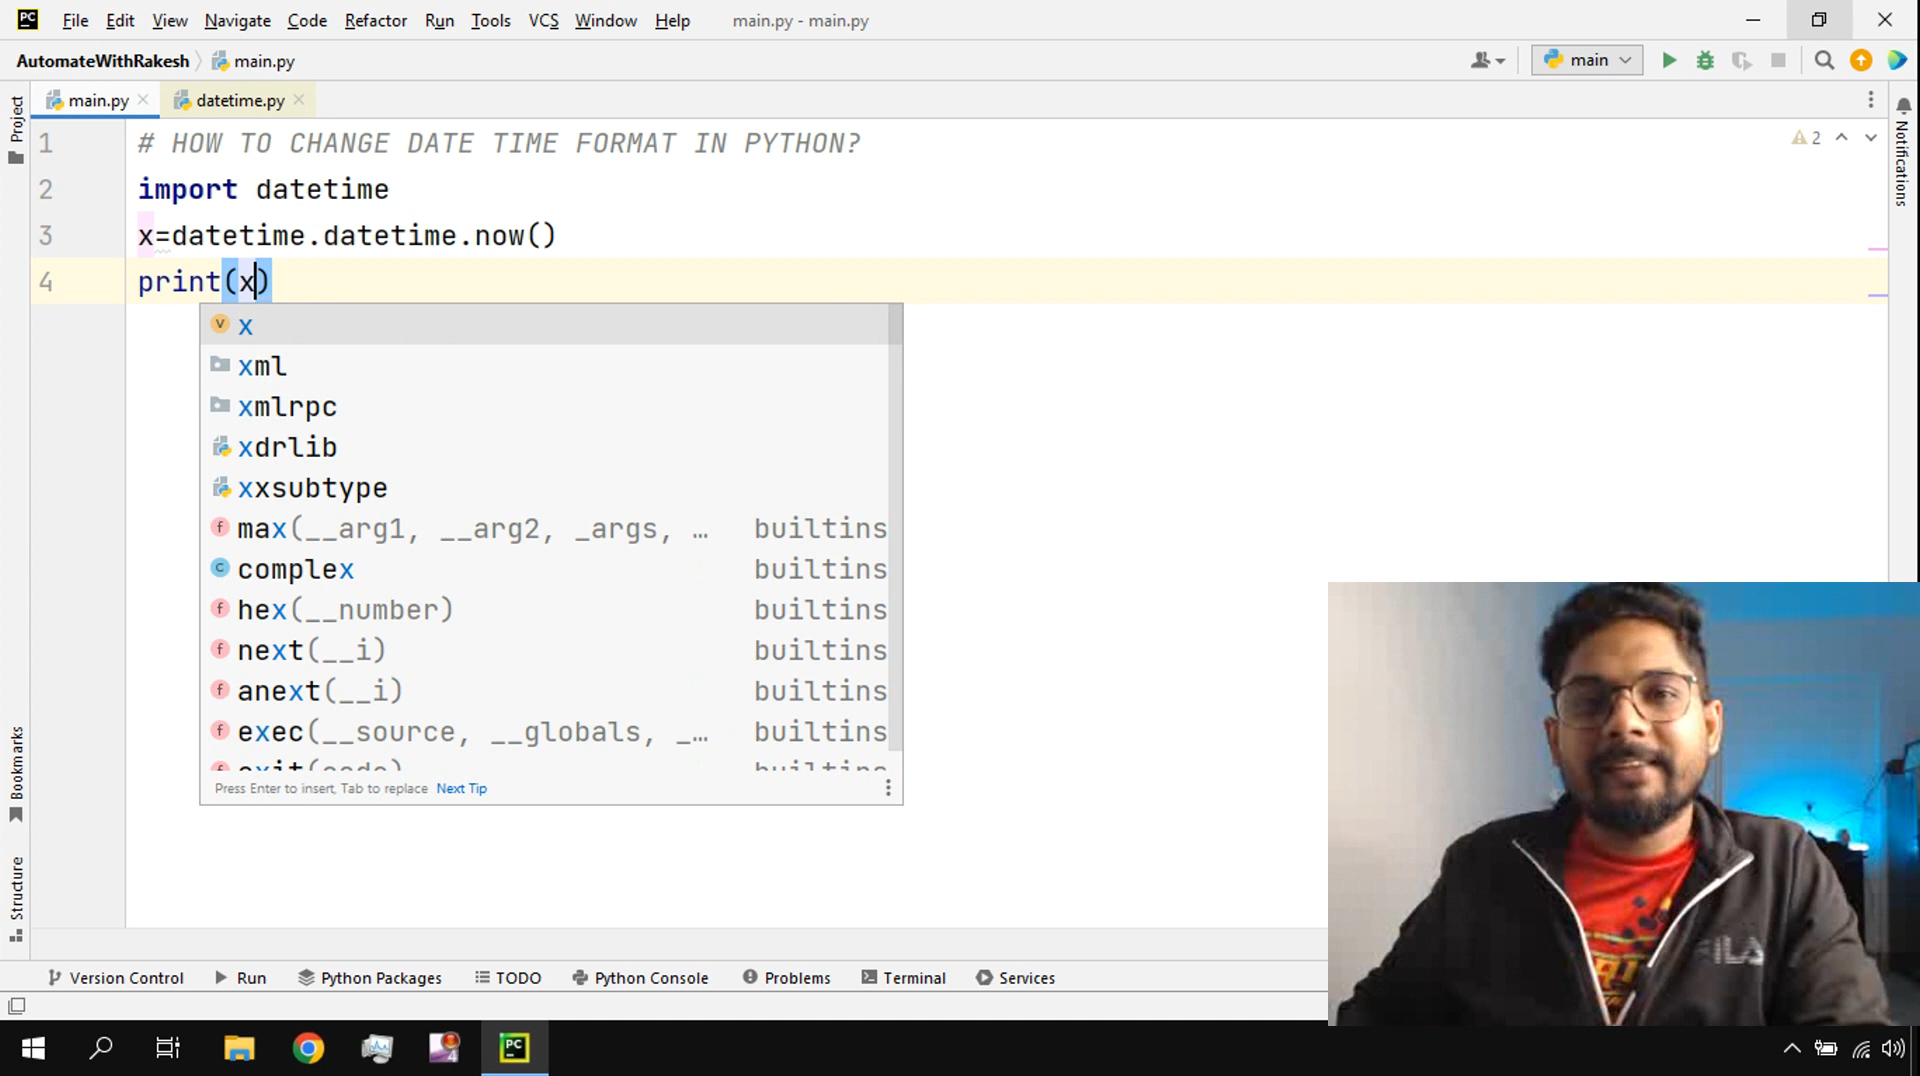 PC File Edit View Navigate Code Refactor Run Tools VCS Window Help main.py - main.py
AutomateWithRakesh main.py main
main.py datetime.py
Project
Notifications
Bookmarks
Structure
2
1 # HOW TO CHANGE DATE TIME FORMAT IN PYTHON?
2 import datetime
3 x=datetime.datetime.now()
4 print(x)
v x
xml
xmlrpc
xdrlib
xxsubtype
f max(__arg1, __arg2, _args, … builtins
c complex builtins
f hex(__number) builtins
f next(__i) builtins
f anext(__i) builtins
f exec(__source, __globals, _… builtins
f exit(code) builtins
Press Enter to insert, Tab to replace Next Tip
Version Control Run Python Packages TODO Python Console Problems Terminal Services
4 PC